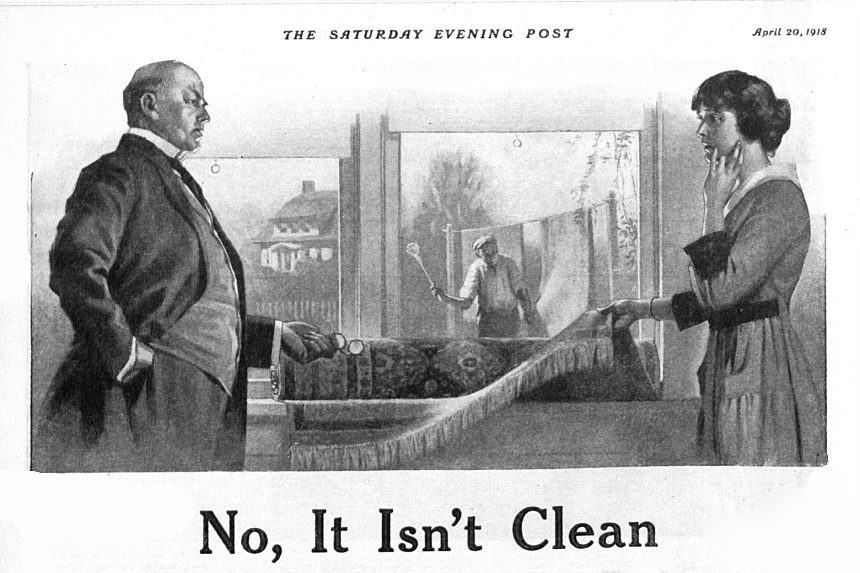 THE SATURDAY EVENING POST
April 20, 1918
No, It Isn't Clean